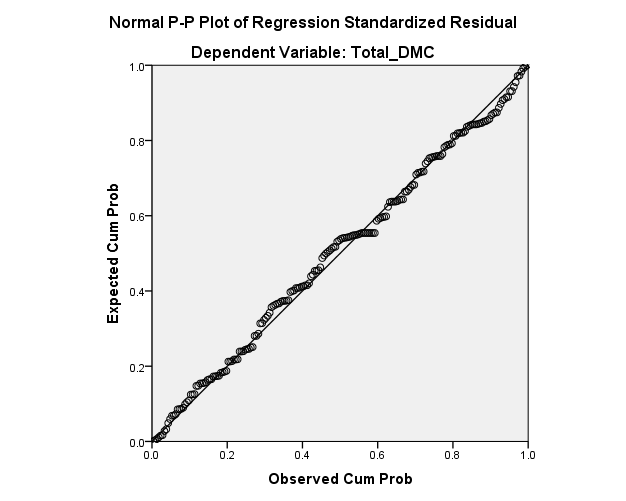 Normal P-P Plot of Regression Standardized Residual
Dependent Variable: Total_DMC
1.0
0.8
0.6
0.4
0.2
0.0
Expected Cum Prob
0.0 0.2 0.4 0.6 0.8 1.0
Observed Cum Prob